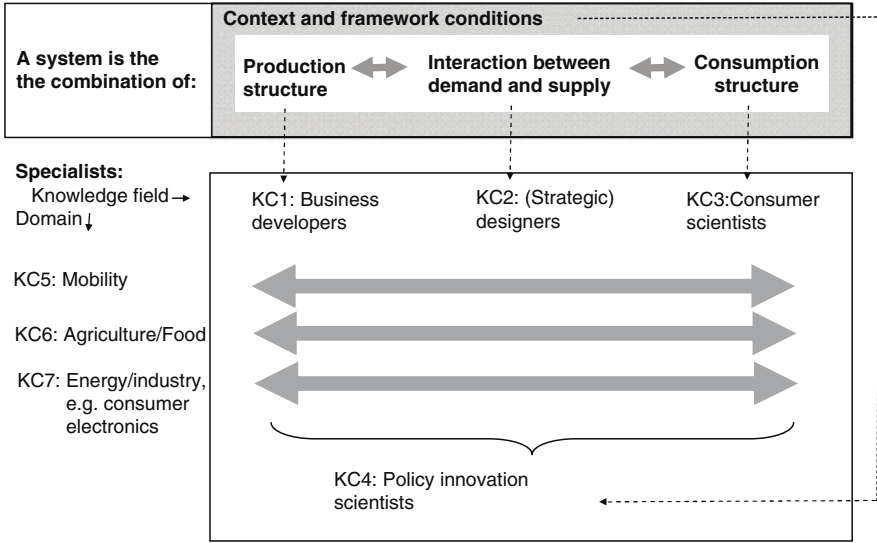 Context and framework conditions
A system is the
the combination of:
Production
structure
Interaction between
demand and supply
Consumption
structure
Specialists:
Knowledge field
Domain
KC1: Business
developers
KC2: (Strategic)
designers
KC3:Consumer
scientists
KC5: Mobility
KC6: Agriculture/Food
KC7: Energy/industry,
e.g. consumer
electronics
KC4: Policy innovation
scientists